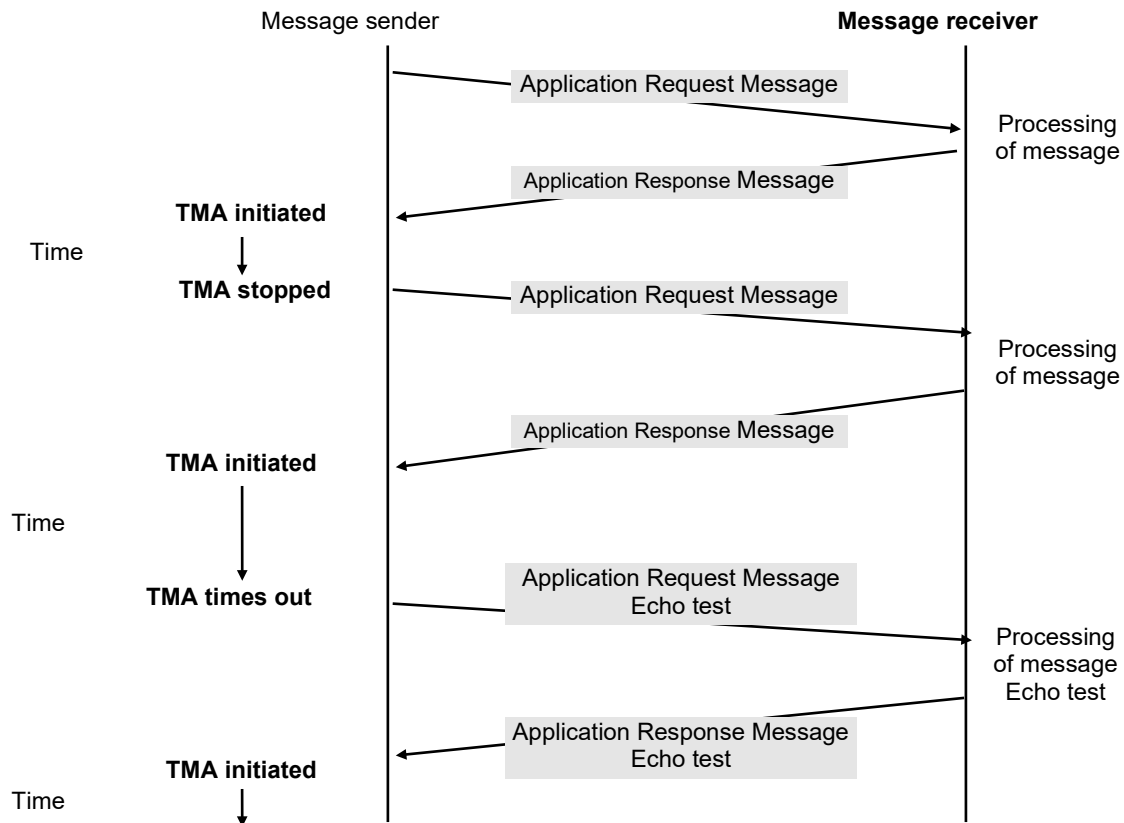 Message sender
Message receiver
Application Request Message
Processing
of message
Application Response Message
TMA initiated
Time
TMA stopped
Application Request Message
Processing
of message
Application Response Message
TMA initiated
Time
Application Request Message
Echo test
TMA times out
Processing
of message
Echo test
Application Response Message
Echo test
TMA initiated
Time